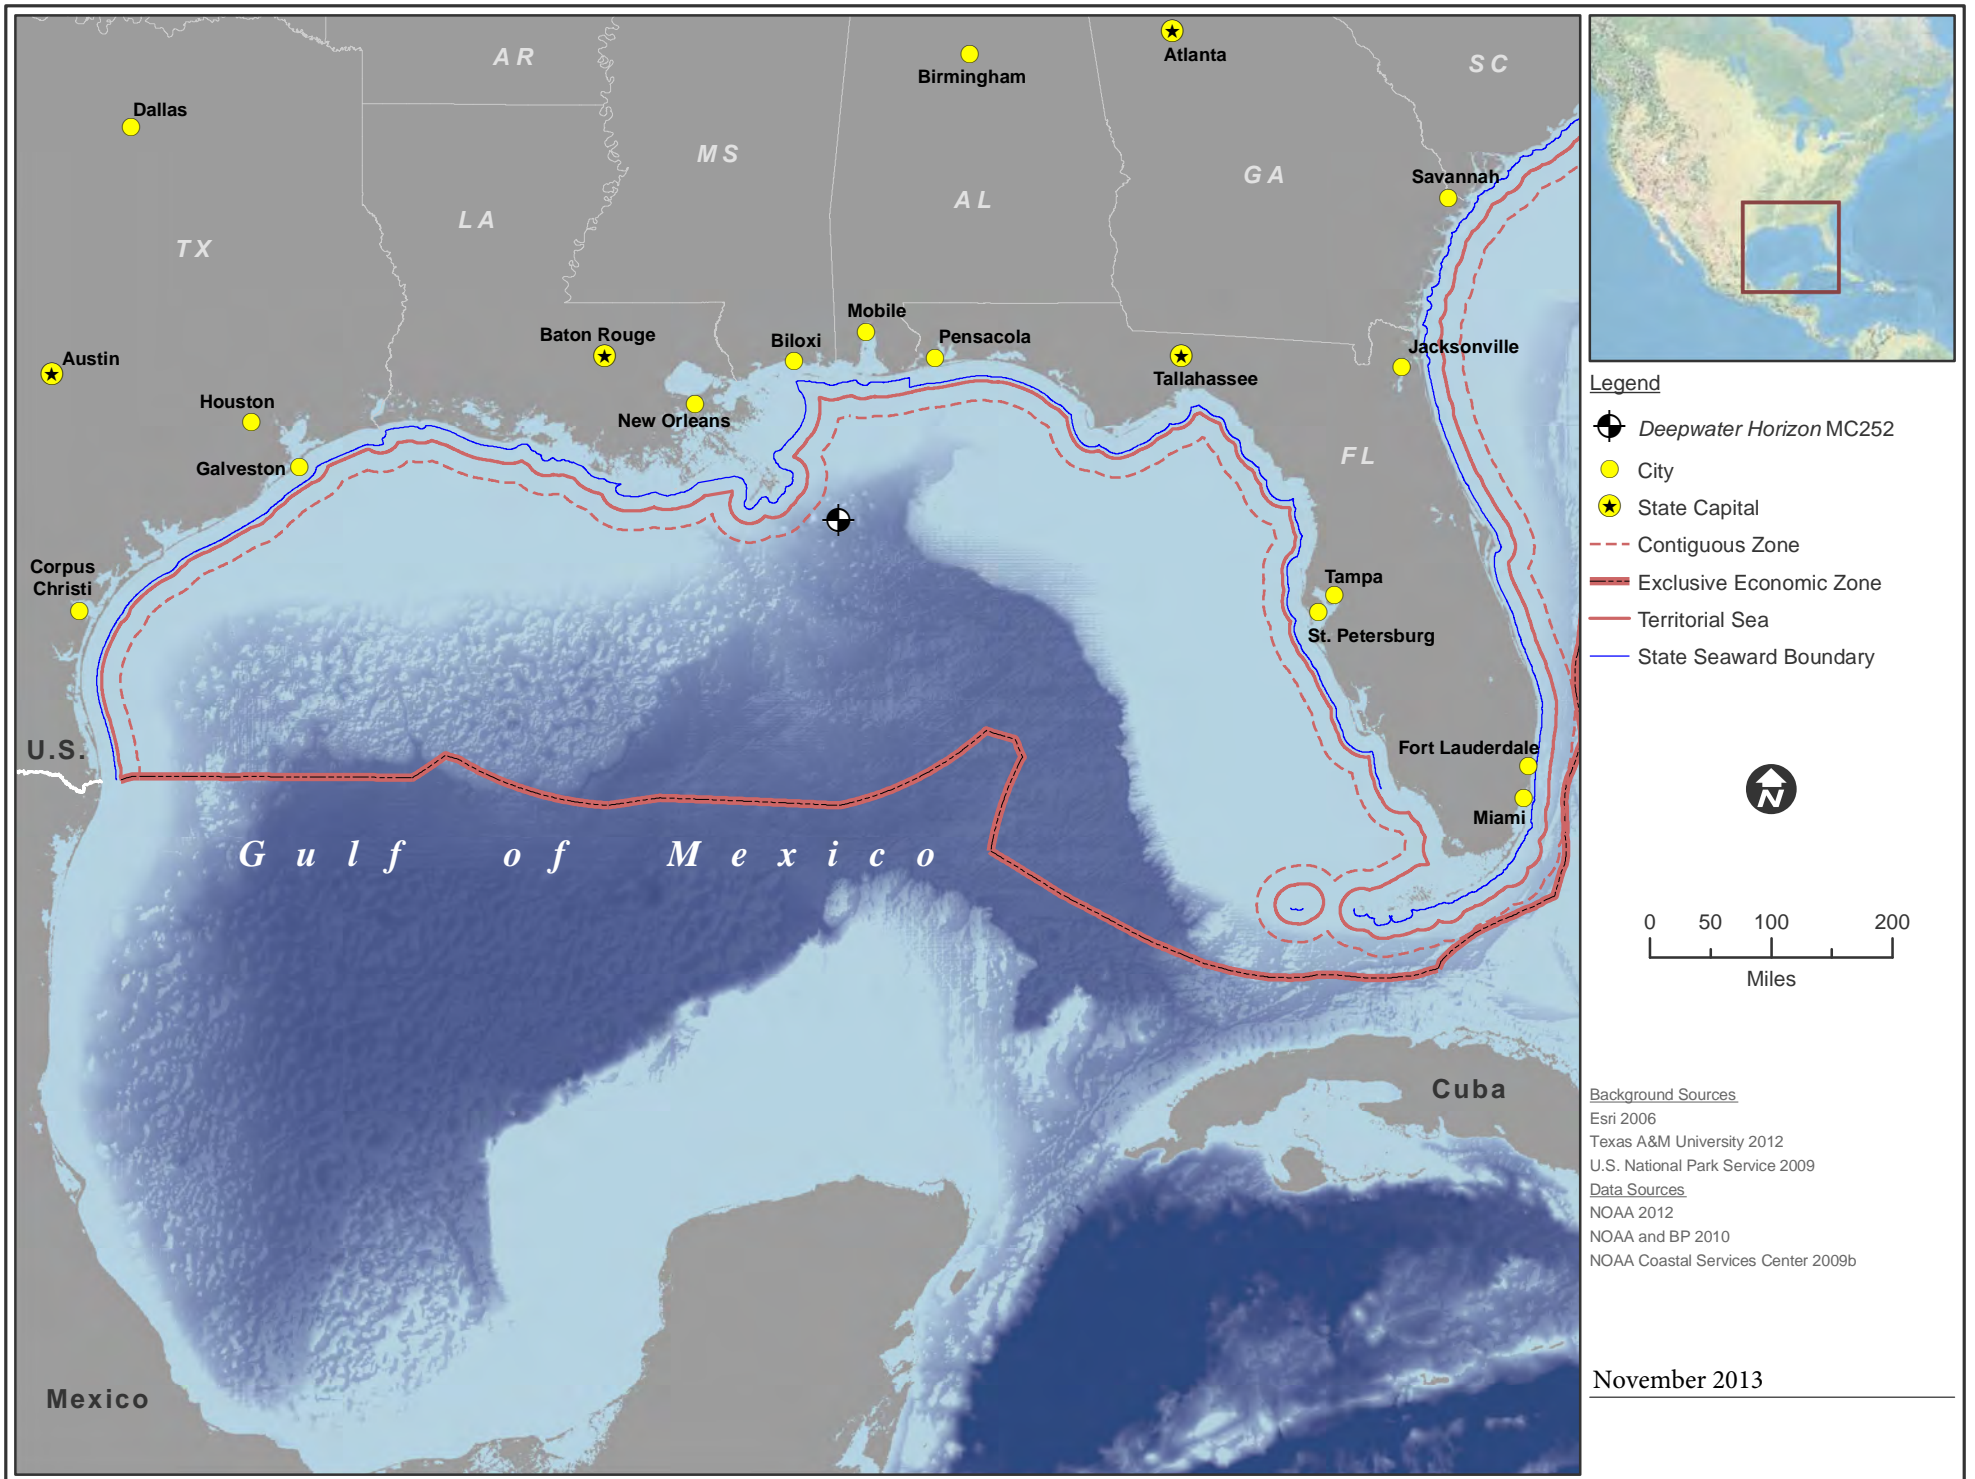 AR
Atlanta
SC
Birmingham
Dallas
MS
GA
Savannah
AL
LA
TX
Mobile
Baton Rouge
Biloxi
Pensacola
Jacksonville
Austin
Tallahassee
Houston
New Orleans
FL
Galveston
Corpus
Christi
Tampa
St. Petersburg
U.S.
Fort Lauderdale
Miami
Gulf of Mexico
Cuba
Mexico
Legend
Deepwater Horizon MC252
City
State Capital
Contiguous Zone
Exclusive Economic Zone
Territorial Sea
State Seaward Boundary
N
0 50 100 200
Miles
Background Sources
Esri 2006
Texas A&M University 2012
U.S. National Park Service 2009
Data Sources
NOAA 2012
NOAA and BP 2010
NOAA Coastal Services Center 2009b
November 2013